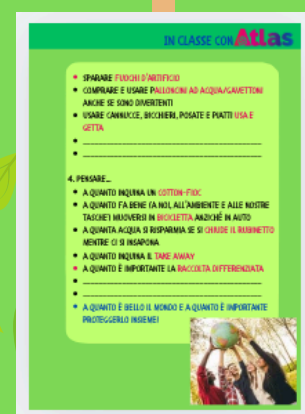 IN CLASSE CON Atlas
• SPARARE FUOCHI D'ARTIFICIO
• COMPRARE E USARE PALLONCINI AD ACQUA/GAVETTONI
ANCHE SE SONO DIVERTENTI
• USARE CANNUCCE, BICCHIERI, POSATE E PIATTI USA E
GETTA
4. PENSARE...
• A QUANTO INQUINA UN COTTON-FIOC
• A QUANTO FA BENE (A NOI, ALL'AMBIENTE E ALLE NOSTRE
TASCHE) MUOVERSI IN BICICLETTA ANZICHÉ IN AUTO
• A QUANTA ACQUA SI RISPARMIA SE SI CHIUDE IL RUBINETTO
MENTRE CI SI INSAPONA
• A QUANTO INQUINA IL TAKE AWAY
• A QUANTO È IMPORTANTE LA RACCOLTA DIFFERENZIATA
• A QUANTO È BELLO IL MONDO E A QUANTO È IMPORTANTE
PROTEGGERLO INSIEME!